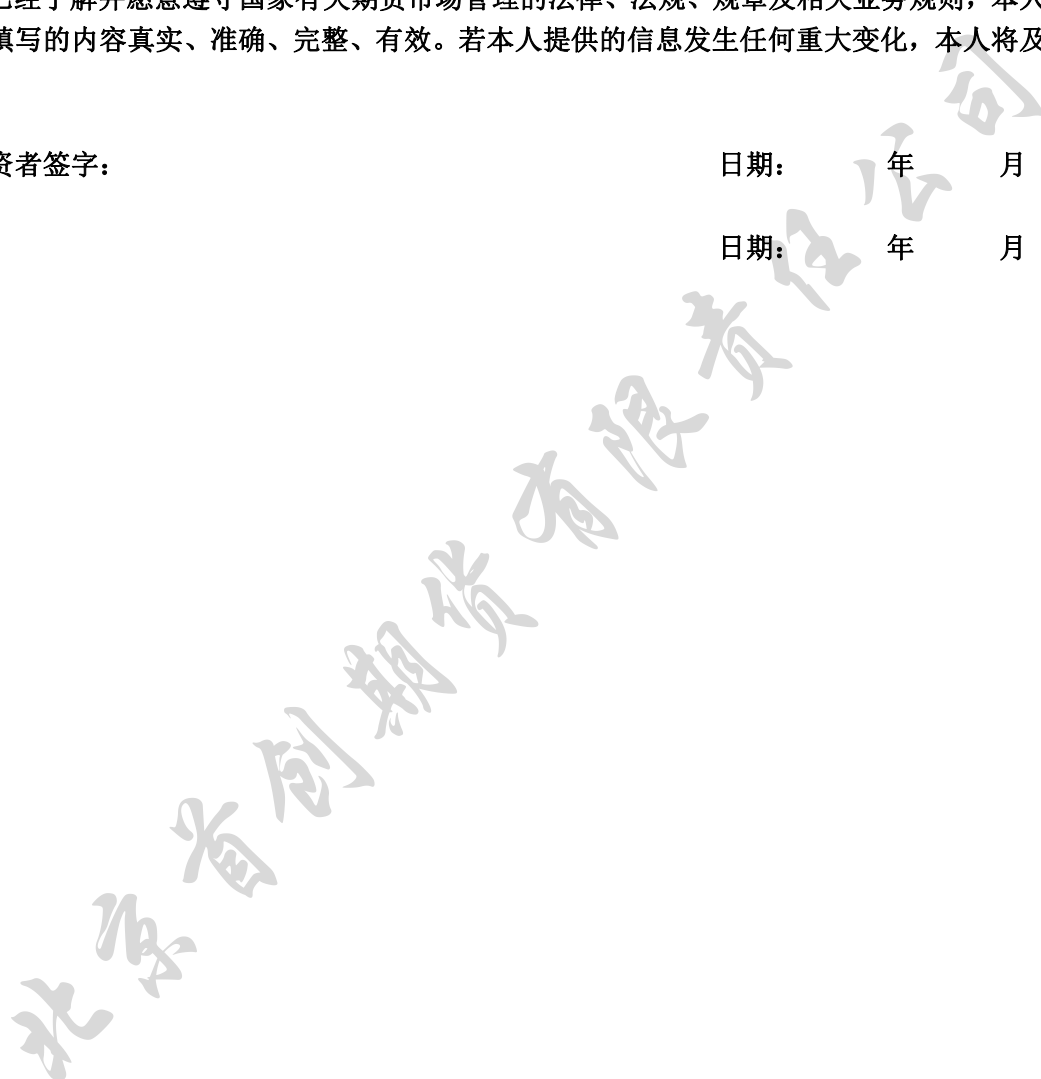 已经了解并愿意遵守国家有关期货市场管理的法律、法规、规章及相关业务规则，本人
填写的内容真实、准确、完整、有效。若本人提供的信息发生任何重大变化，本人将及
资者签字： 日期： 年 月
日期： 年 月
北京首创期货有限责任公司